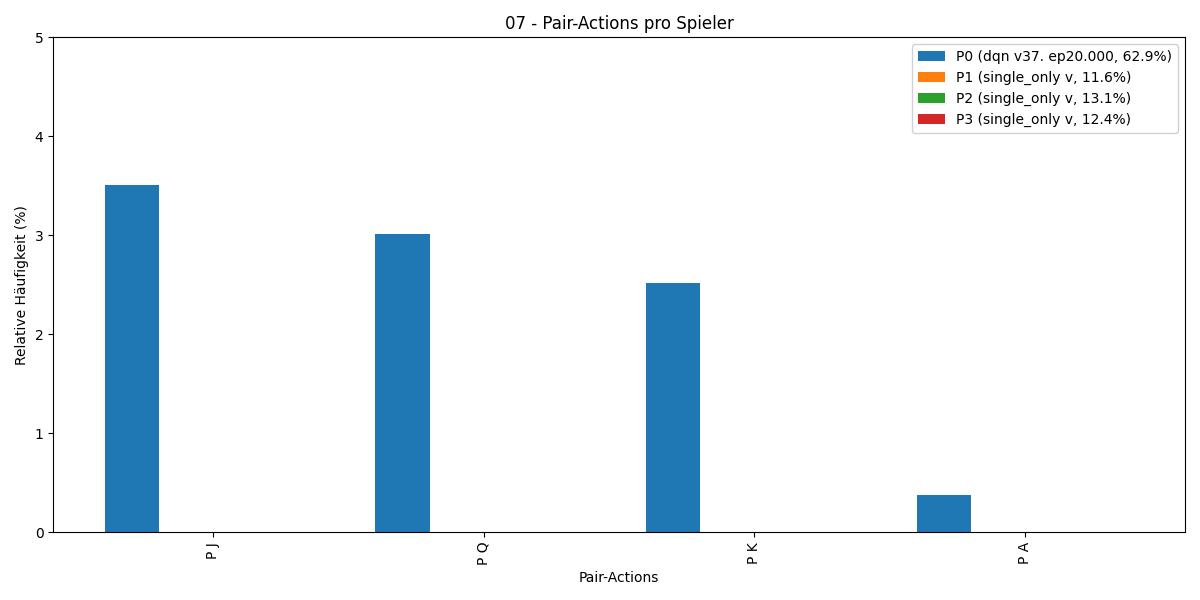 07 - Pair-Actions pro Spieler
P0 (dqn v37. ep20.000, 62.9%)
P1 (single_only v, 11.6%)
P2 (single_only v, 13.1%)
P3 (single_only v, 12.4%)
Relative Häufigkeit (%)
5
4
3
2
1
0
P J
P Q
P K
P A
Pair-Actions